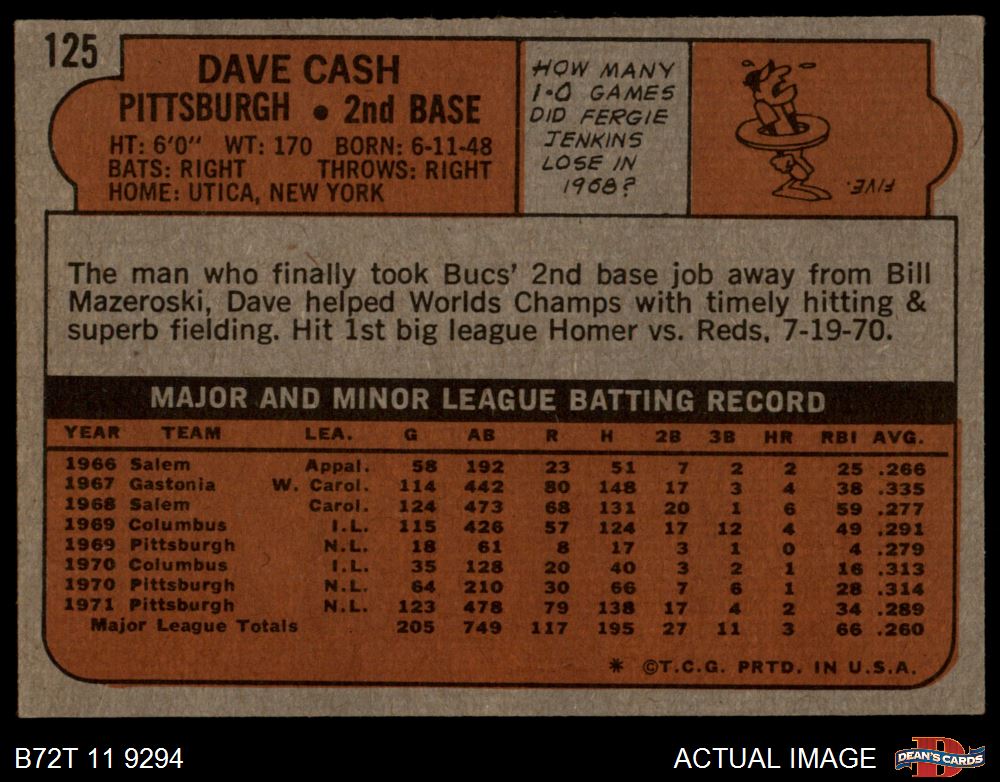 125
DAVE CASH
PITTSBURGH • 2nd BASE
HT: 6'0" WT: 170 BORN: 6-11-48
BATS: RIGHT THROWS: RIGHT
HOME: UTICA, NEW YORK
HOW MANY
1-0 GAMES
DID FERGIE
JENKINS
LOSE IN
1968?
FIVE.
The man who finally took Bucs' 2nd base job away from Bill
Mazeroski, Dave helped Worlds Champs with timely hitting &
superb fielding. Hit 1st big league Homer vs. Reds, 7-19-70.
MAJOR AND MINOR LEAGUE BATTING RECORD
YEAR TEAM LEA. G AB R H 2B 3B HR RBI AVG.
1966 Salem Appal. 58 192 23 51 7 2 2 25 .266
1967 Gastonia W. Carol. 114 442 80 148 17 3 4 38 .335
1968 Salem Carol. 124 473 68 131 20 1 6 59 .277
1969 Columbus I.L. 115 426 57 124 17 12 4 49 .291
1969 Pittsburgh N.L. 18 61 8 17 3 1 0 4 .279
1970 Columbus I.L. 35 128 20 40 3 2 1 16 .313
1970 Pittsburgh N.L. 64 210 30 66 7 6 1 28 .314
1971 Pittsburgh N.L. 123 478 79 138 17 4 2 34 .289
Major League Totals 205 749 117 195 27 11 3 66 .260
* ©T.C.G. PRTD. IN U.S.A.
B72T 11 9294
ACTUAL IMAGE
D
DEAN'S CARDS